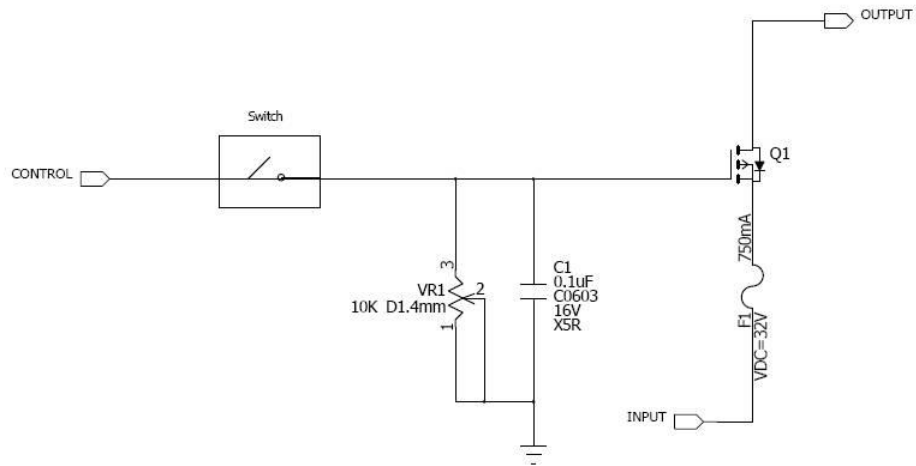 OUTPUT
Switch
Q1
CONTROL
750mA
3
VR1
2
10K D1.4mm
1
C1
0.1uF
C0603
16V
X5R
F1
VDC=32V
INPUT